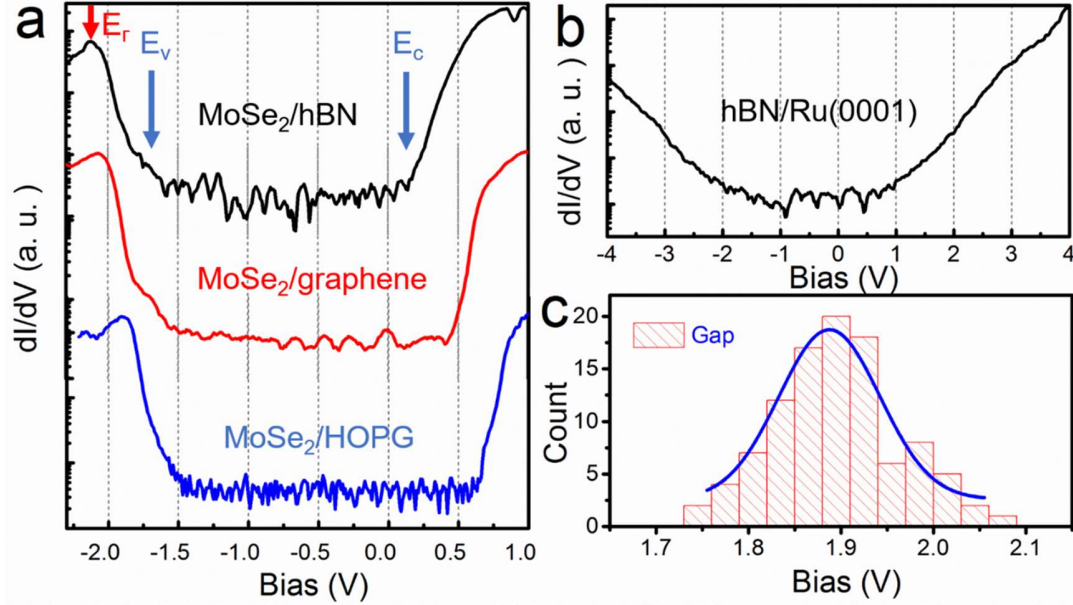 a
E_r
E_v
E_c
MoSe₂/hBN
MoSe₂/graphene
MoSe₂/HOPG
dI/dV (a. u. )
-2.0 -1.5 -1.0 -0.5 0.0 0.5 1.0
Bias (V)
b
hBN/Ru(0001)
dI/dV (a. u.)
-4 -3 -2 -1 0 1 2 3 4
Bias (V)
c
Gap
Count
20
15
10
5
0
1.7 1.8 1.9 2.0 2.1
Bias (V)